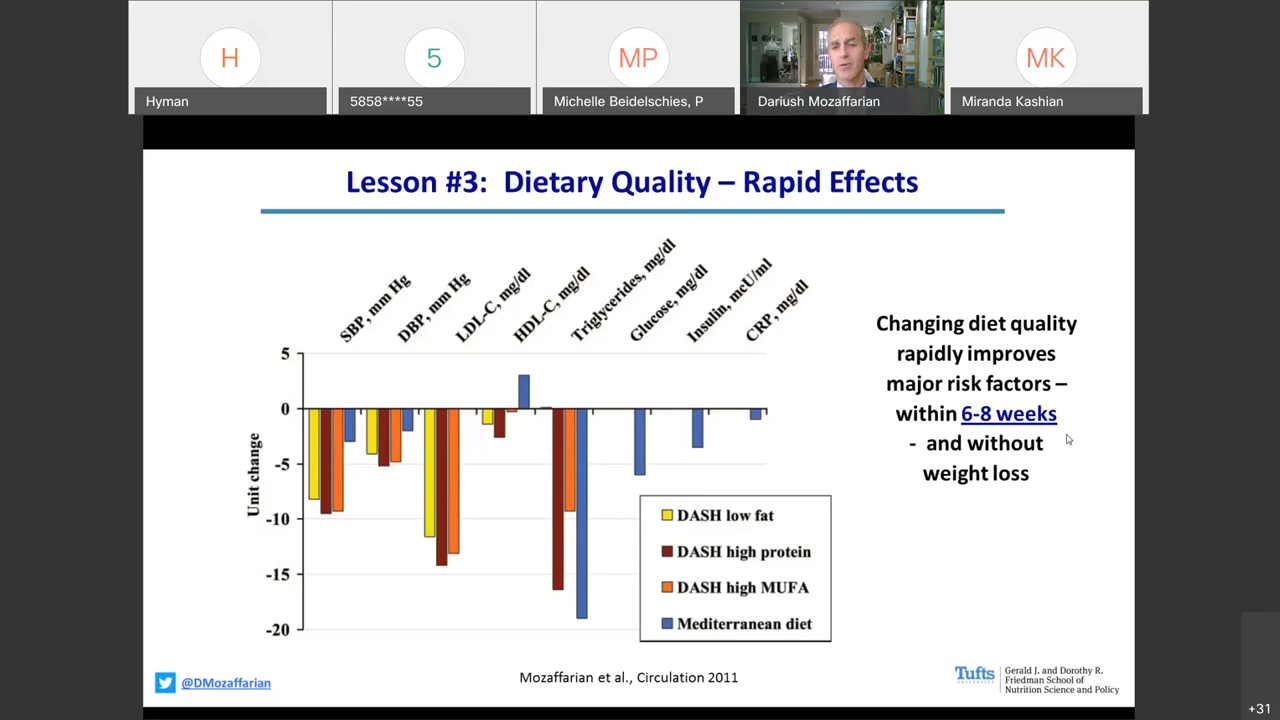 H
5
MP
MK
Hyman
5858****55
Michelle Beidelschies, P
Dariush Mozaffarian
Miranda Kashian
Lesson #3: Dietary Quality – Rapid Effects
SBP, mm Hg
DBP, mm Hg
LDL-C, mg/dl
HDL-C, mg/dl
Triglycerides, mg/dl
Glucose, mg/dl
Insulin, mcU/ml
CRP, mg/dl
5
0
-5
-10
-15
-20
Unit change
DASH low fat
DASH high protein
DASH high MUFA
Mediterranean diet
Changing diet quality
rapidly improves
major risk factors –
within 6-8 weeks
- and without
weight loss
@DMozaffarian
Mozaffarian et al., Circulation 2011
Tufts
UNIVERSITY
Gerald J. and Dorothy R.
Friedman School of
Nutrition Science and Policy
+31